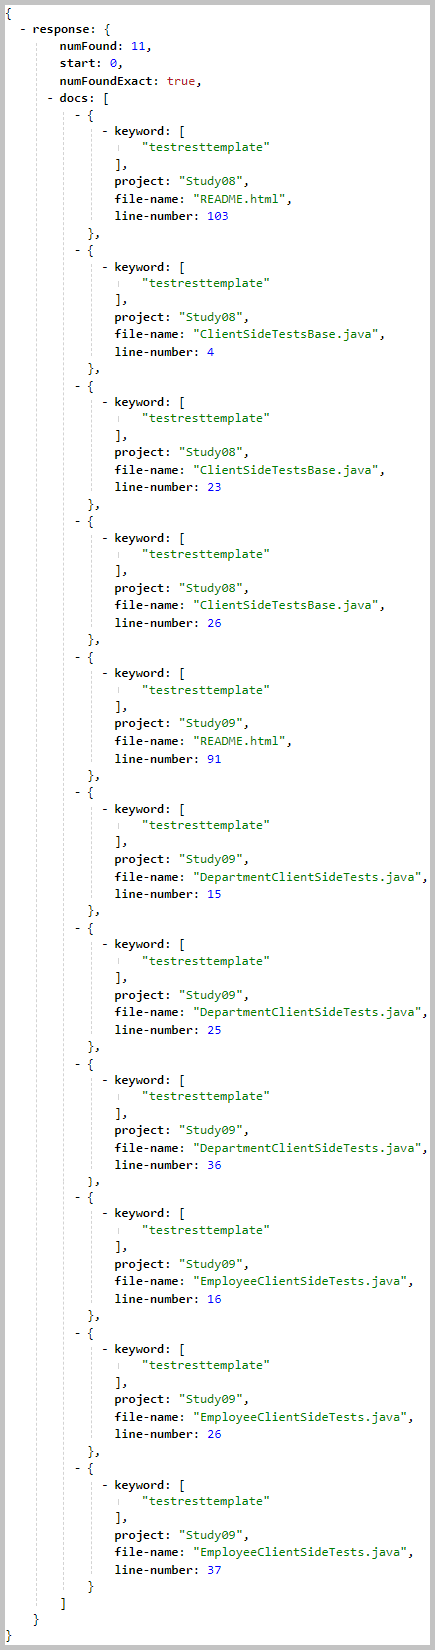 {
- response: {
numFound: 11,
start: 0,
numFoundExact: true,
- docs: [
- {
- keyword: [
"testresttemplate"
],
project: "Study08",
file-name: "README.html",
line-number: 103
},
- {
- keyword: [
"testresttemplate"
],
project: "Study08",
file-name: "ClientSideTestsBase.java",
line-number: 4
},
- {
- keyword: [
"testresttemplate"
],
project: "Study08",
file-name: "ClientSideTestsBase.java",
line-number: 23
},
- {
- keyword: [
"testresttemplate"
],
project: "Study08",
file-name: "ClientSideTestsBase.java",
line-number: 26
},
- {
- keyword: [
"testresttemplate"
],
project: "Study09",
file-name: "README.html",
line-number: 91
},
- {
- keyword: [
"testresttemplate"
],
project: "Study09",
file-name: "DepartmentClientSideTests.java",
line-number: 15
},
- {
- keyword: [
"testresttemplate"
],
project: "Study09",
file-name: "DepartmentClientSideTests.java",
line-number: 25
},
- {
- keyword: [
"testresttemplate"
],
project: "Study09",
file-name: "DepartmentClientSideTests.java",
line-number: 36
},
- {
- keyword: [
"testresttemplate"
],
project: "Study09",
file-name: "EmployeeClientSideTests.java",
line-number: 16
},
- {
- keyword: [
"testresttemplate"
],
project: "Study09",
file-name: "EmployeeClientSideTests.java",
line-number: 26
},
- {
- keyword: [
"testresttemplate"
],
project: "Study09",
file-name: "EmployeeClientSideTests.java",
line-number: 37
}
]
}
}